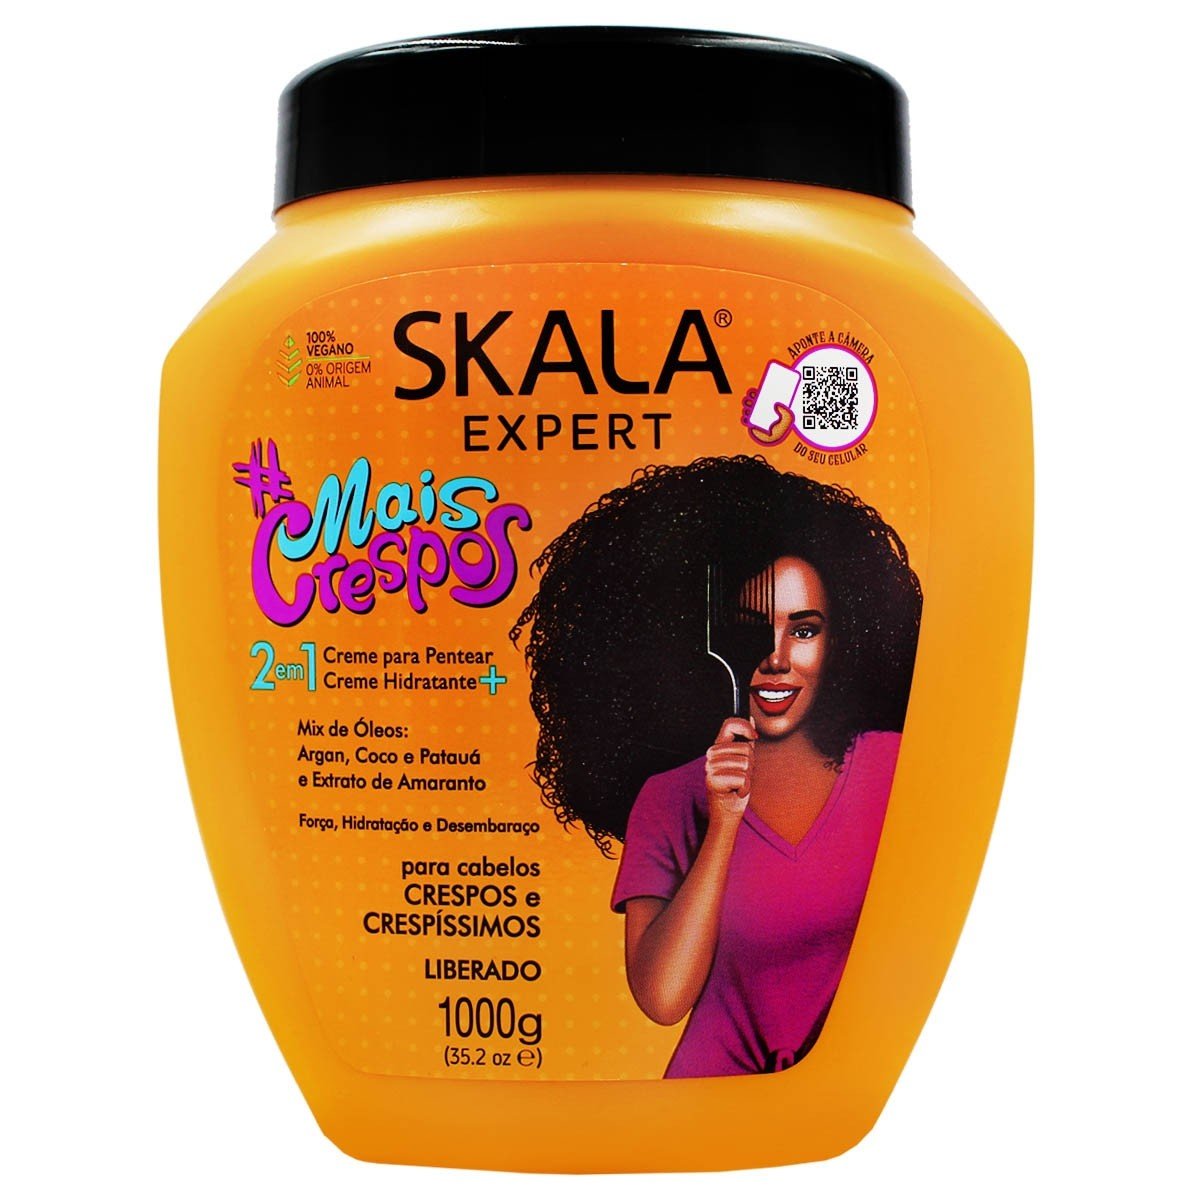 100%
VEGANO
0% ORIGEM
ANIMAL
SKALA®
EXPERT
APONTE A CÂMERA
DO SEU CELULAR
#Mais
Crespos
2em1 Creme para Pentear
Creme Hidratante +
Mix de Óleos:
Argan, Coco e Patauá
e Extrato de Amaranto
Força, Hidratação e Desembaraço
para cabelos
CRESPOS e
CRESPÍSSIMOS
LIBERADO
1000g
(35.2 oz ℮)